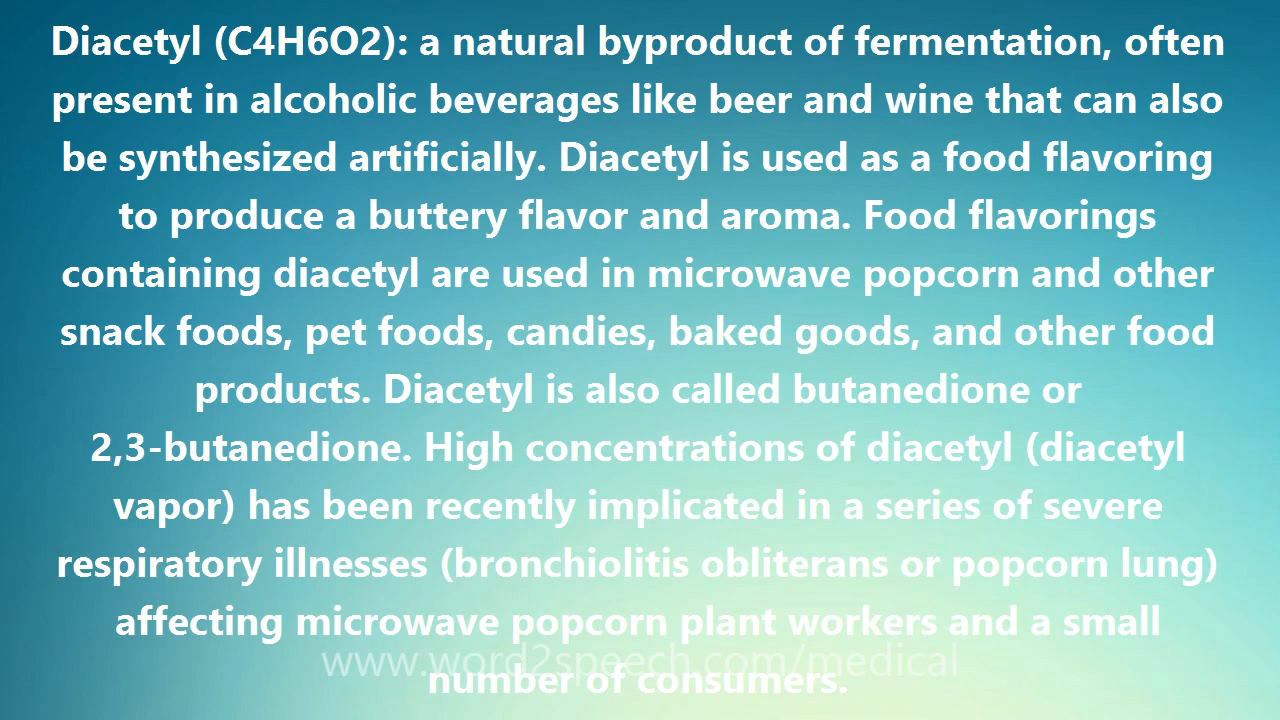 Diacetyl (C4H6O2): a natural byproduct of fermentation, often
present in alcoholic beverages like beer and wine that can also
be synthesized artificially. Diacetyl is used as a food flavoring
to produce a buttery flavor and aroma. Food flavorings
containing diacetyl are used in microwave popcorn and other
snack foods, pet foods, candies, baked goods, and other food
products. Diacetyl is also called butanedione or
2,3-butanedione. High concentrations of diacetyl (diacetyl
vapor) has been recently implicated in a series of severe
respiratory illnesses (bronchiolitis obliterans or popcorn lung)
affecting microwave popcorn plant workers and a small
www.word2speech.com/medical
number of consumers.